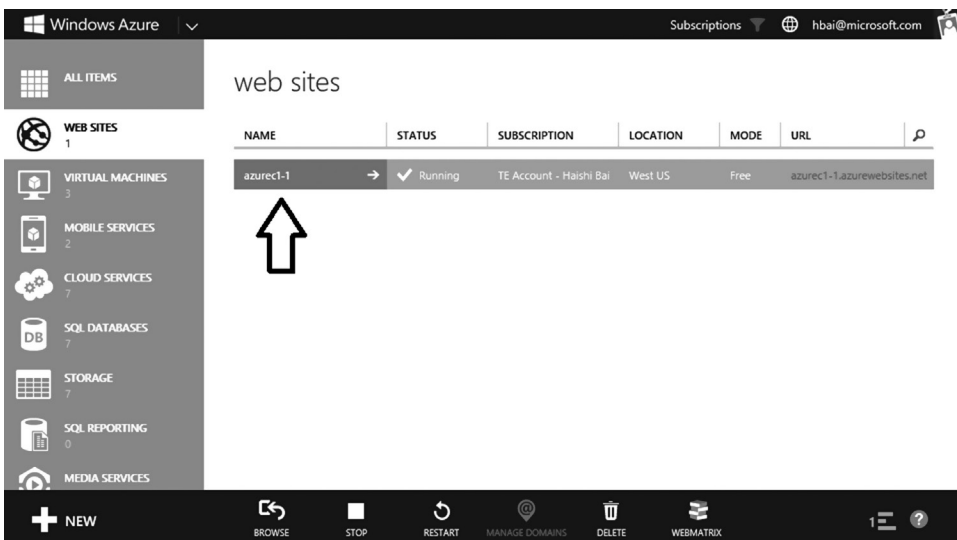 Windows Azure
Subscriptions
hbai@microsoft.com
ALL ITEMS
WEB SITES
1
VIRTUAL MACHINES
3
MOBILE SERVICES
2
CLOUD SERVICES
7
SQL DATABASES
7
DB
STORAGE
7
SQL REPORTING
0
MEDIA SERVICES
web sites
NAME STATUS SUBSCRIPTION LOCATION MODE URL
azurec1-1 Running TE Account - Haishi Bai West US Free azurec1-1.azurewebsites.net
NEW
BROWSE STOP RESTART MANAGE DOMAINS DELETE WEBMATRIX
1 ?